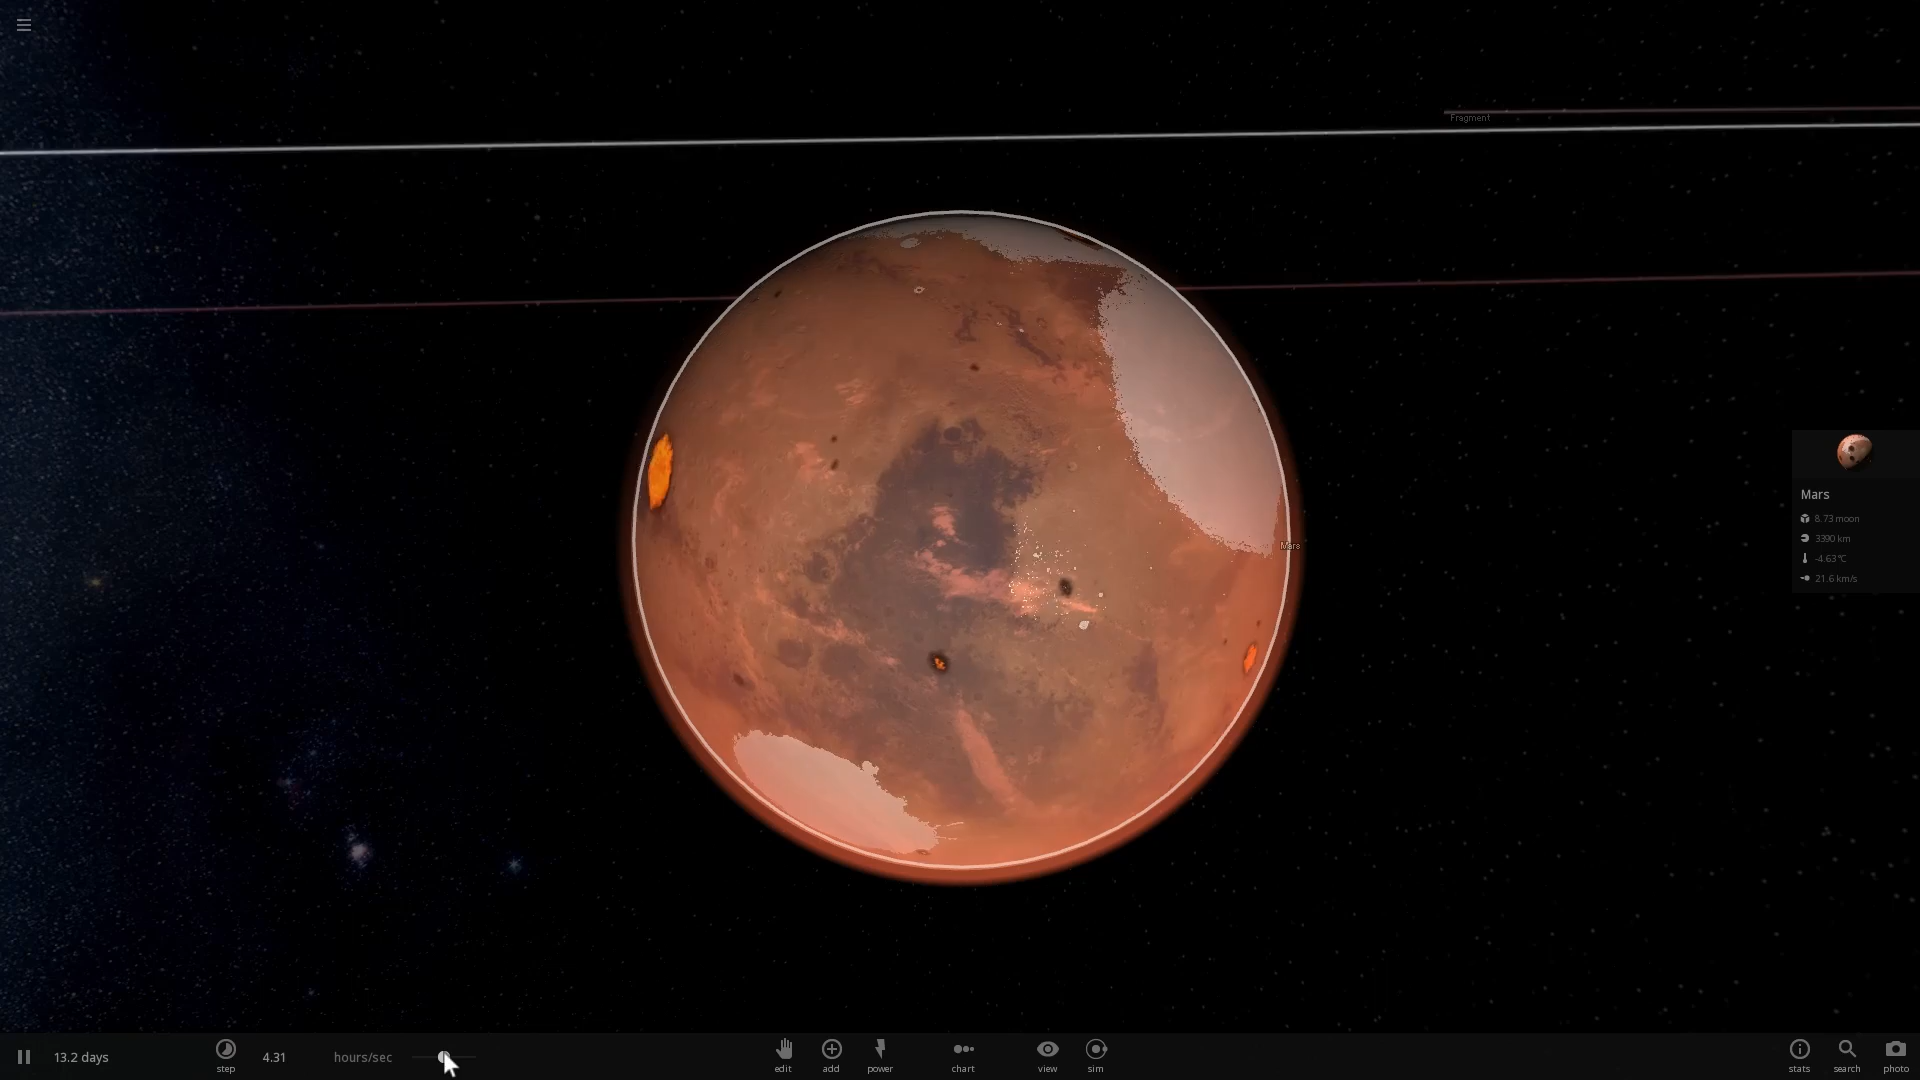 Fragment
Mars
Mars
8.73 moon
3390 km
-4.63°C
21.6 km/s
13.2 days
step
4.31
hours/sec
edit
add
power
chart
view
sim
stats
search
photo